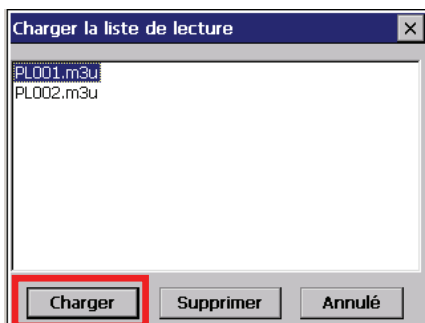 Charger la liste de lecture
PL001.m3u
PL002.m3u
Charger Supprimer Annulé